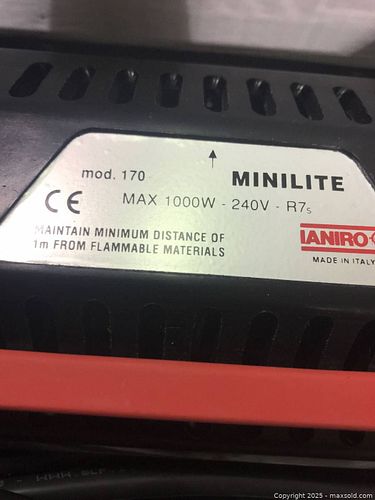 mod. 170 MINILITE
CE MAX 1000W - 240V - R7s
MAINTAIN MINIMUM DISTANCE OF
1m FROM FLAMMABLE MATERIALS
IANIRO
MADE IN ITALY
© Copyright 2025 - maxsold.com